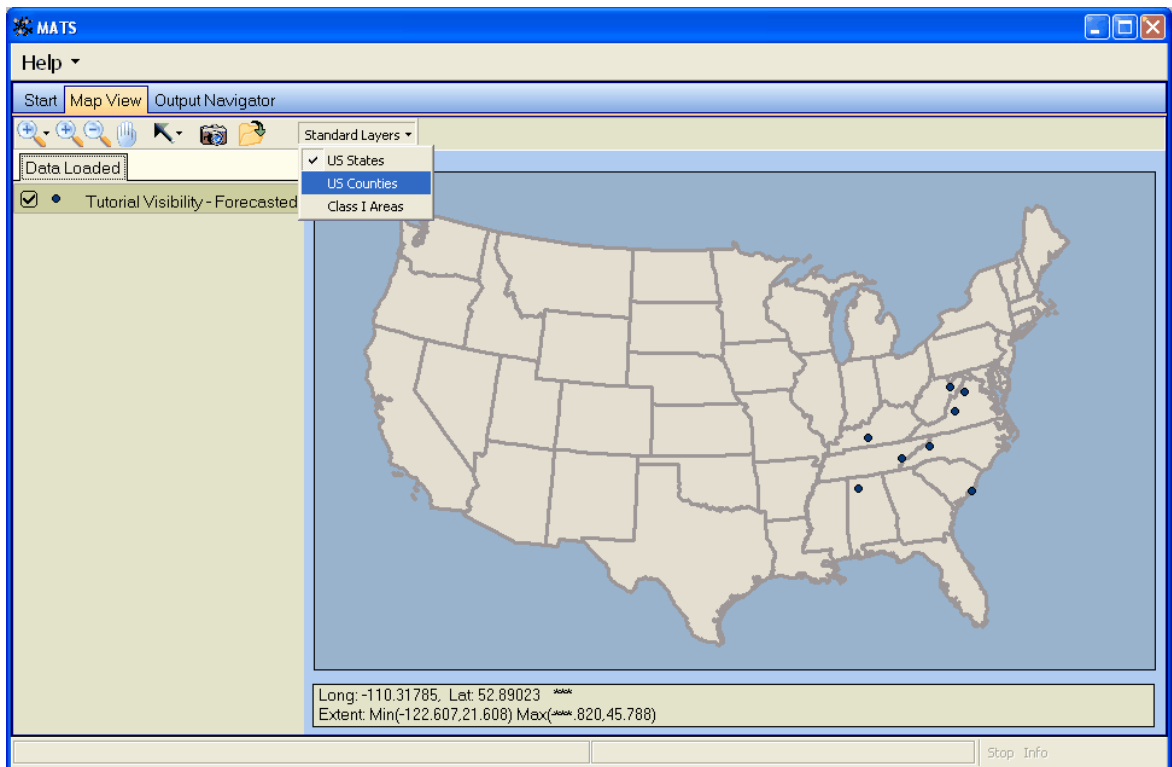 MATS
Help
Start Map View Output Navigator
Standard Layers
Data Loaded
US States
US Counties
Class I Areas
Tutorial Visibility - Forecasted
Long: -110.31785, Lat: 52.89023 ***
Extent: Min(-122.607,21.608) Max(***.820,45.788)
Stop Info